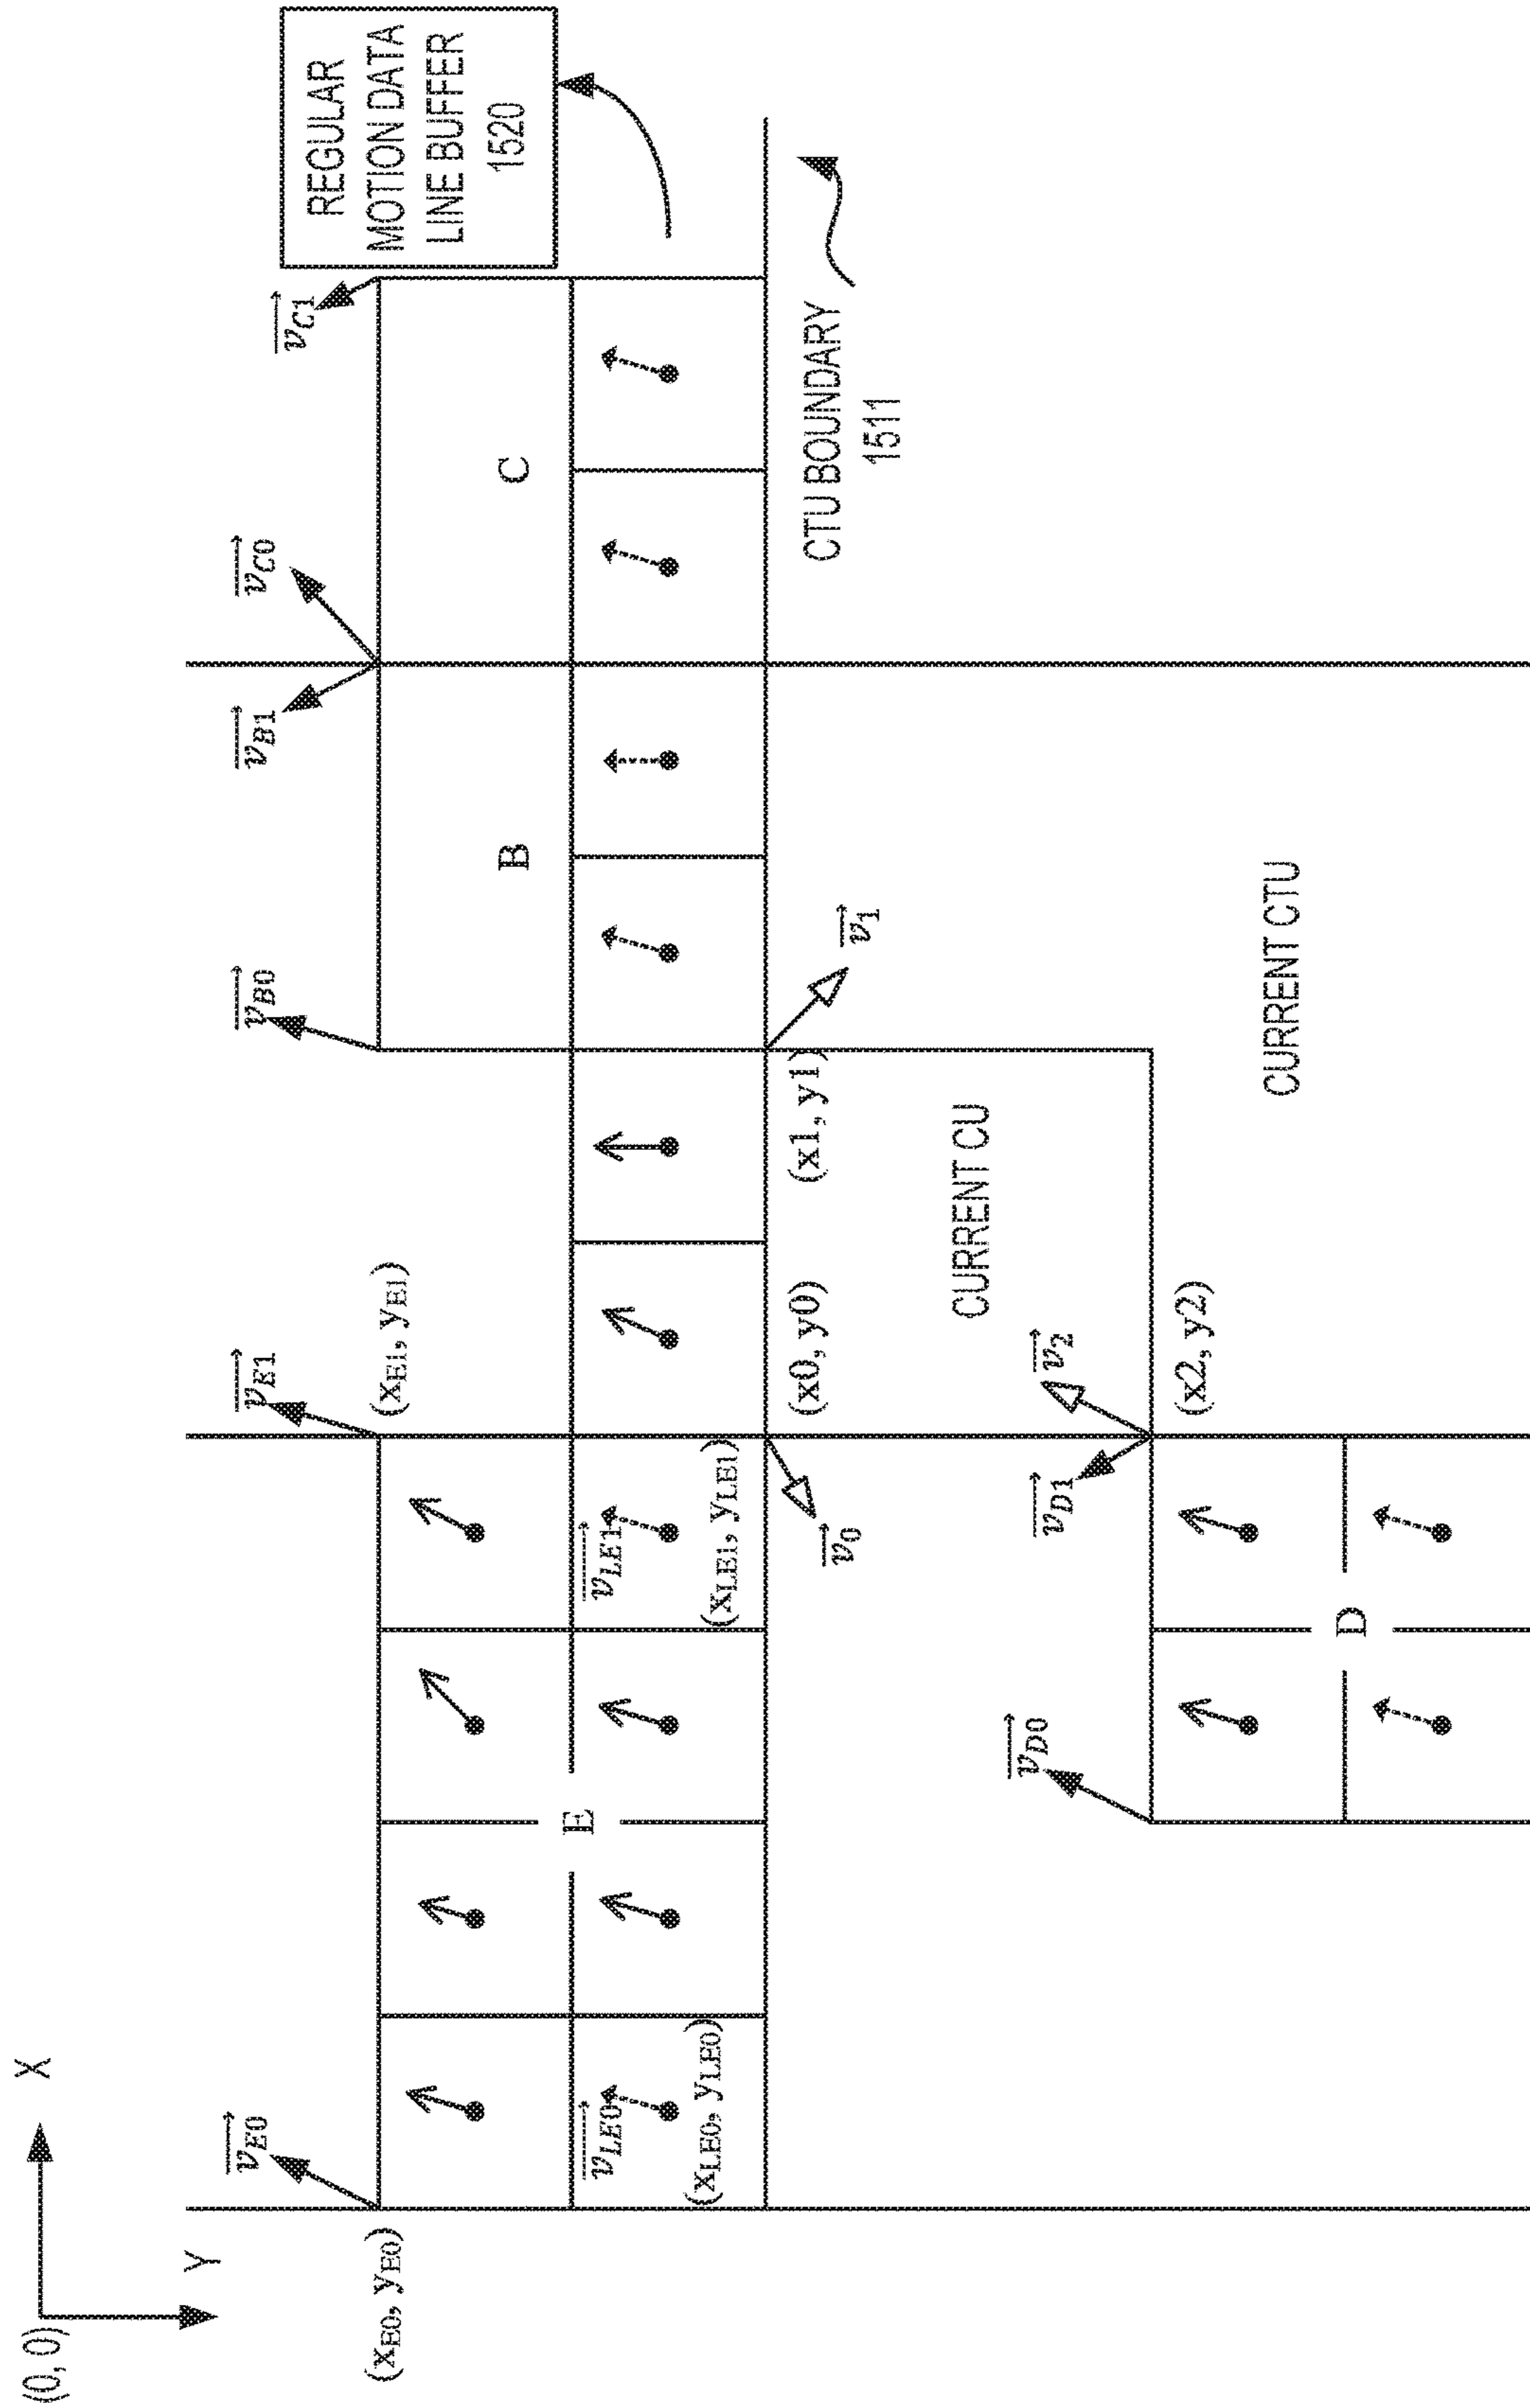 (0, 0)
X
Y
REGULAR
MOTION DATA
LINE BUFFER
1520
v_E0
v_E1
v_B0
v_B1
v_C0
v_C1
(x_E0, y_E0)
(x_E1, y_E1)
E
B
C
v_LE0
v_LE1
(x_LE0, y_LE0)
(x_LE1, y_LE1)
(x0, y0)
(x1, y1)
CTU BOUNDARY
1511
v_0
v_1
CURRENT CU
v_D0
v_D1
v_2
(x2, y2)
D
CURRENT CTU